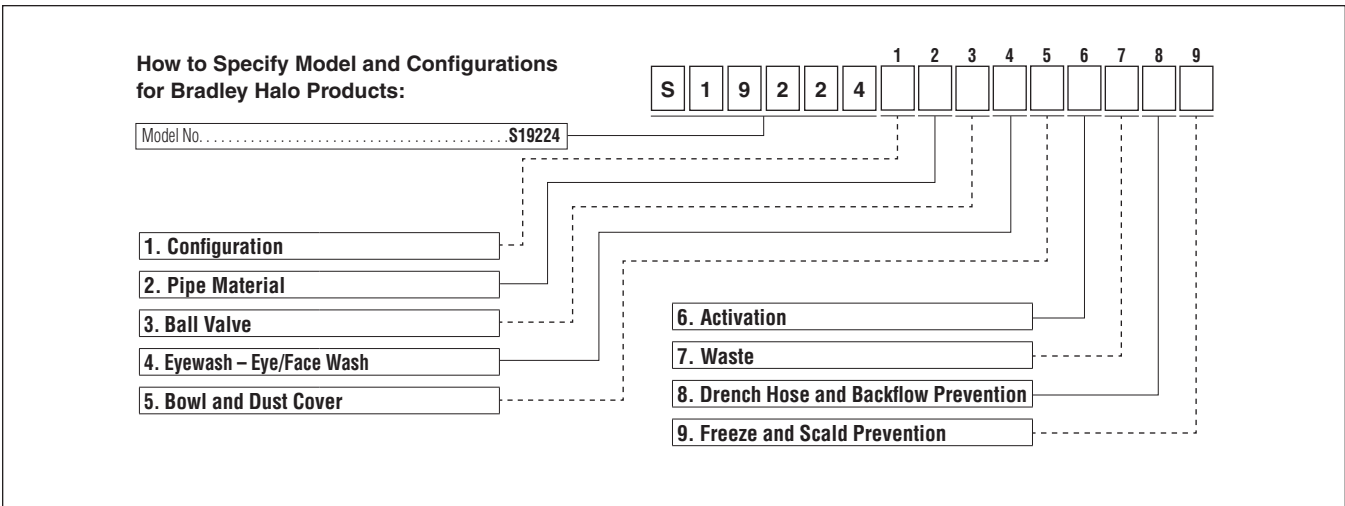 How to Specify Model and Configurations
for Bradley Halo Products:
1 2 3 4 5 6 7 8 9
S 1 9 2 2 4
Model No. . . . . . . . . . . . . . . . . . . . . . . . . . . . . . . . . . . . . . . . S19224
1. Configuration
2. Pipe Material
3. Ball Valve
4. Eyewash – Eye/Face Wash
5. Bowl and Dust Cover
6. Activation
7. Waste
8. Drench Hose and Backflow Prevention
9. Freeze and Scald Prevention